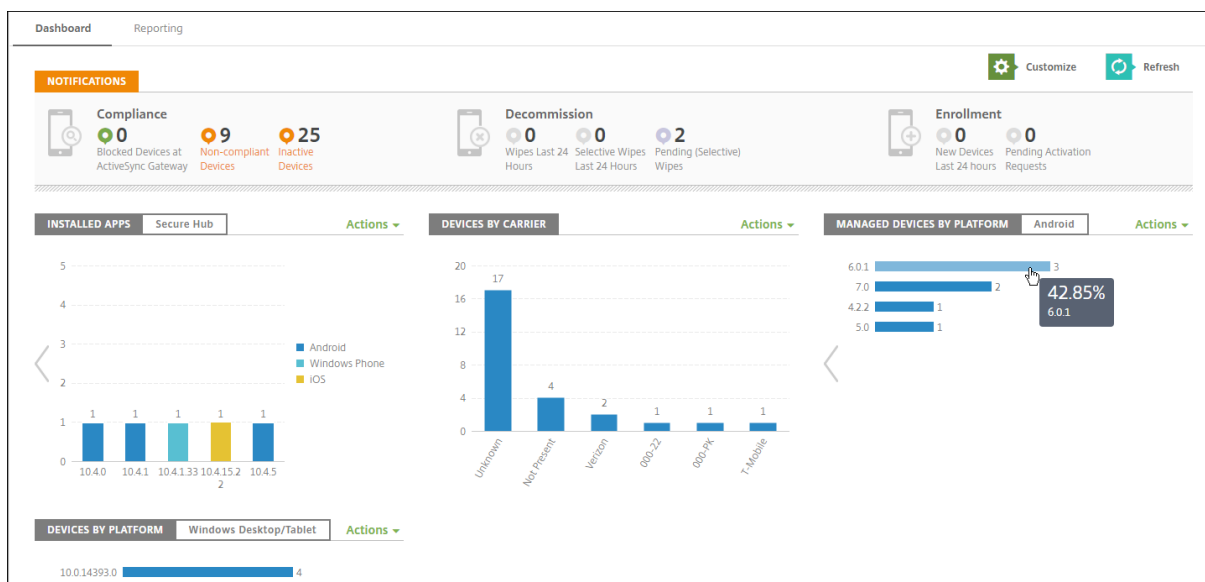 Dashboard Reporting
Customize Refresh
NOTIFICATIONS
Compliance
0 9 25
Blocked Devices at Non-compliant Inactive
ActiveSync Gateway Devices Devices
Decommission
0 0 2
Wipes Last 24 Selective Wipes Pending (Selective)
Hours Last 24 Hours Wipes
Enrollment
0 0
New Devices Pending Activation
Last 24 hours Requests
INSTALLED APPS Secure Hub Actions
5
4
3
2
1
0
1 1 1 1 1
10.4.0 10.4.1 10.4.1.33 10.4.15.2 10.4.5
2
Android
Windows Phone
iOS
DEVICES BY CARRIER Actions
20
16
12
8
4
0
17 4 2 1 1 1
Unknown Not Present Verizon 000-22 000-PK T-Mobile
MANAGED DEVICES BY PLATFORM Android Actions
6.0.1 3
7.0 2
4.2.2 1
5.0 1
42.85%
6.0.1
DEVICES BY PLATFORM Windows Desktop/Tablet Actions
10.0.14393.0 4